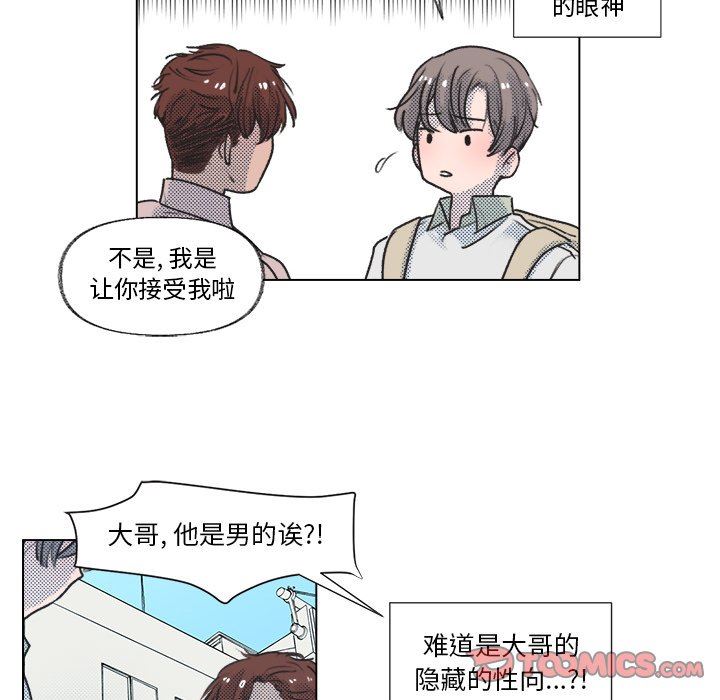 的眼神
不是, 我是
让你接受我啦
大哥, 他是男的诶?!
难道是大哥的
隐藏的性向...?!
TOOMICS.COM